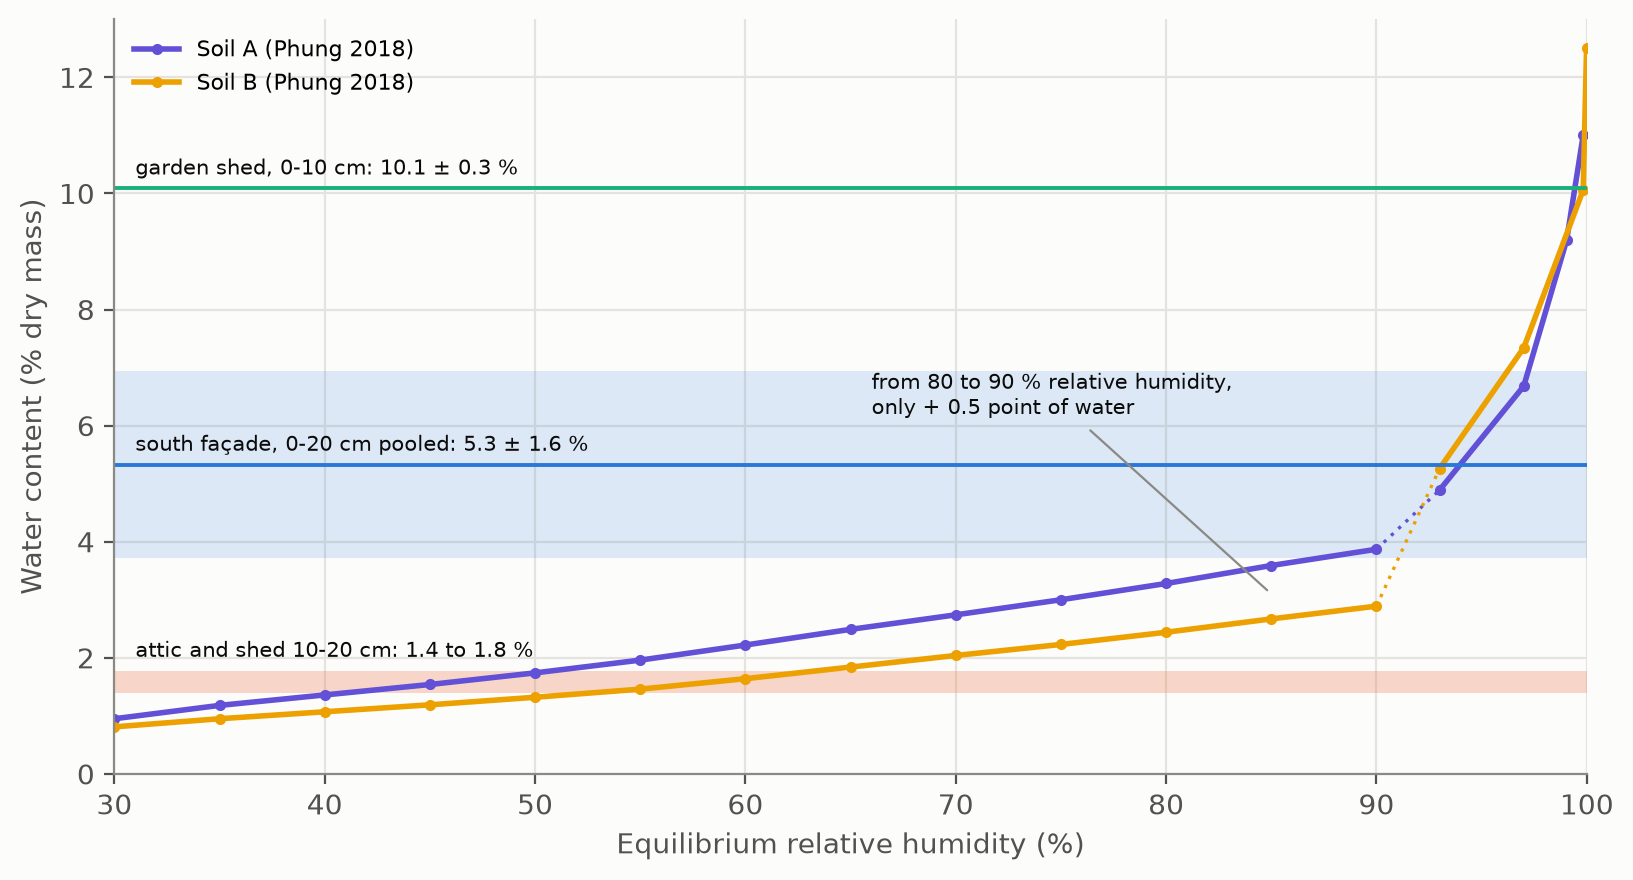 Soil A (Phung 2018)
Soil B (Phung 2018)
12
garden shed, 0-10 cm: 10.1 ± 0.3 %
10
8
from 80 to 90 % relative humidity,
only + 0.5 point of water
6
south façade, 0-20 cm pooled: 5.3 ± 1.6 %
4
attic and shed 10-20 cm: 1.4 to 1.8 %
2
0
Water content (% dry mass)
30 40 50 60 70 80 90 100
Equilibrium relative humidity (%)